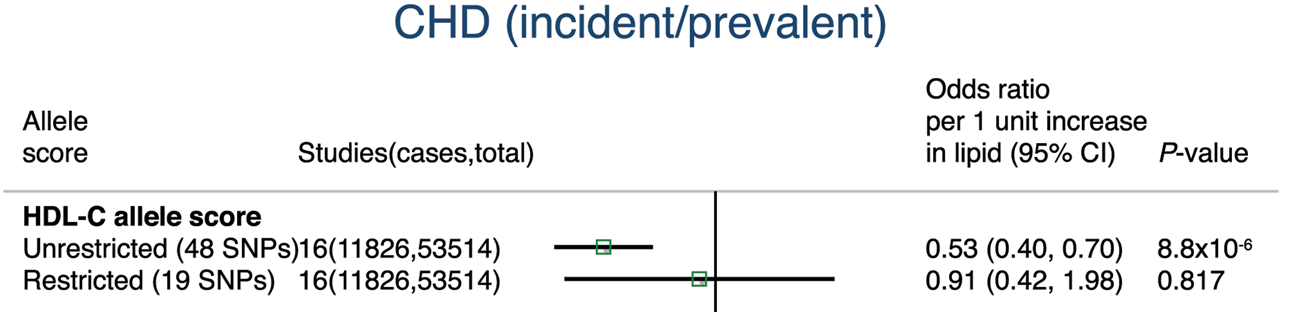 CHD (incident/prevalent)
Odds ratio
Allele per 1 unit increase
score Studies(cases,total) in lipid (95% CI) P-value
HDL-C allele score
Unrestricted (48 SNPs)16(11826,53514) 0.53 (0.40, 0.70) 8.8x10-6
Restricted (19 SNPs) 16(11826,53514) 0.91 (0.42, 1.98) 0.817